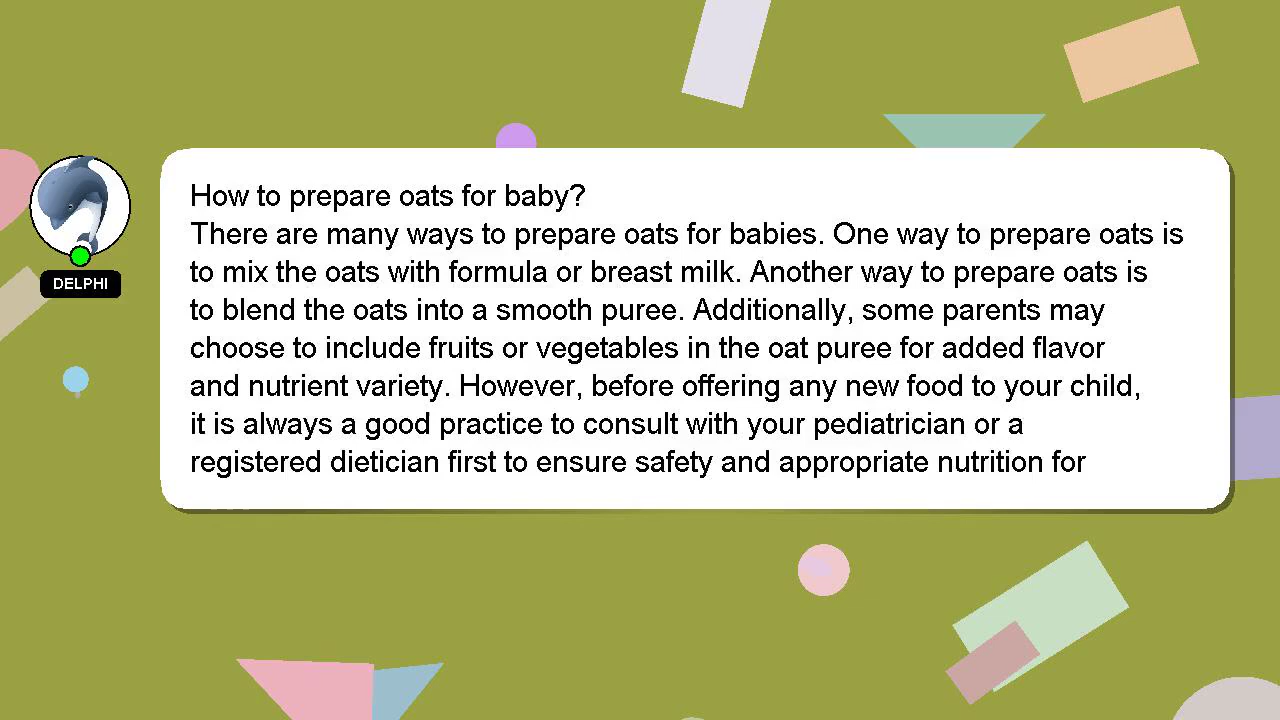 How to prepare oats for baby?
There are many ways to prepare oats for babies. One way to prepare oats is
to mix the oats with formula or breast milk. Another way to prepare oats is
to blend the oats into a smooth puree. Additionally, some parents may
choose to include fruits or vegetables in the oat puree for added flavor
and nutrient variety. However, before offering any new food to your child,
it is always a good practice to consult with your pediatrician or a
registered dietician first to ensure safety and appropriate nutrition for
DELPHI